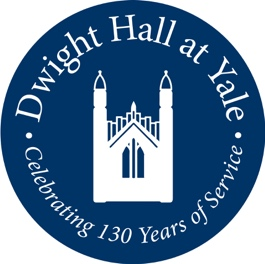 Dwight Hall at Yale
• Celebrating 130 Years of Service •